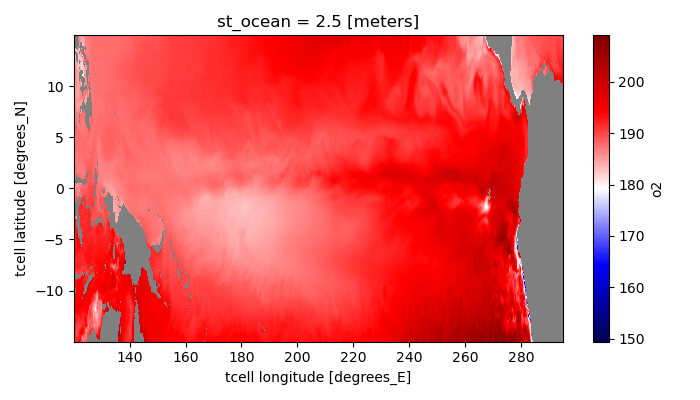 st_ocean = 2.5 [meters]
10
5
0
−5
−10
tcell latitude [degrees_N]
140 160 180 200 220 240 260 280
tcell longitude [degrees_E]
200
190
180
170
160
150
o2